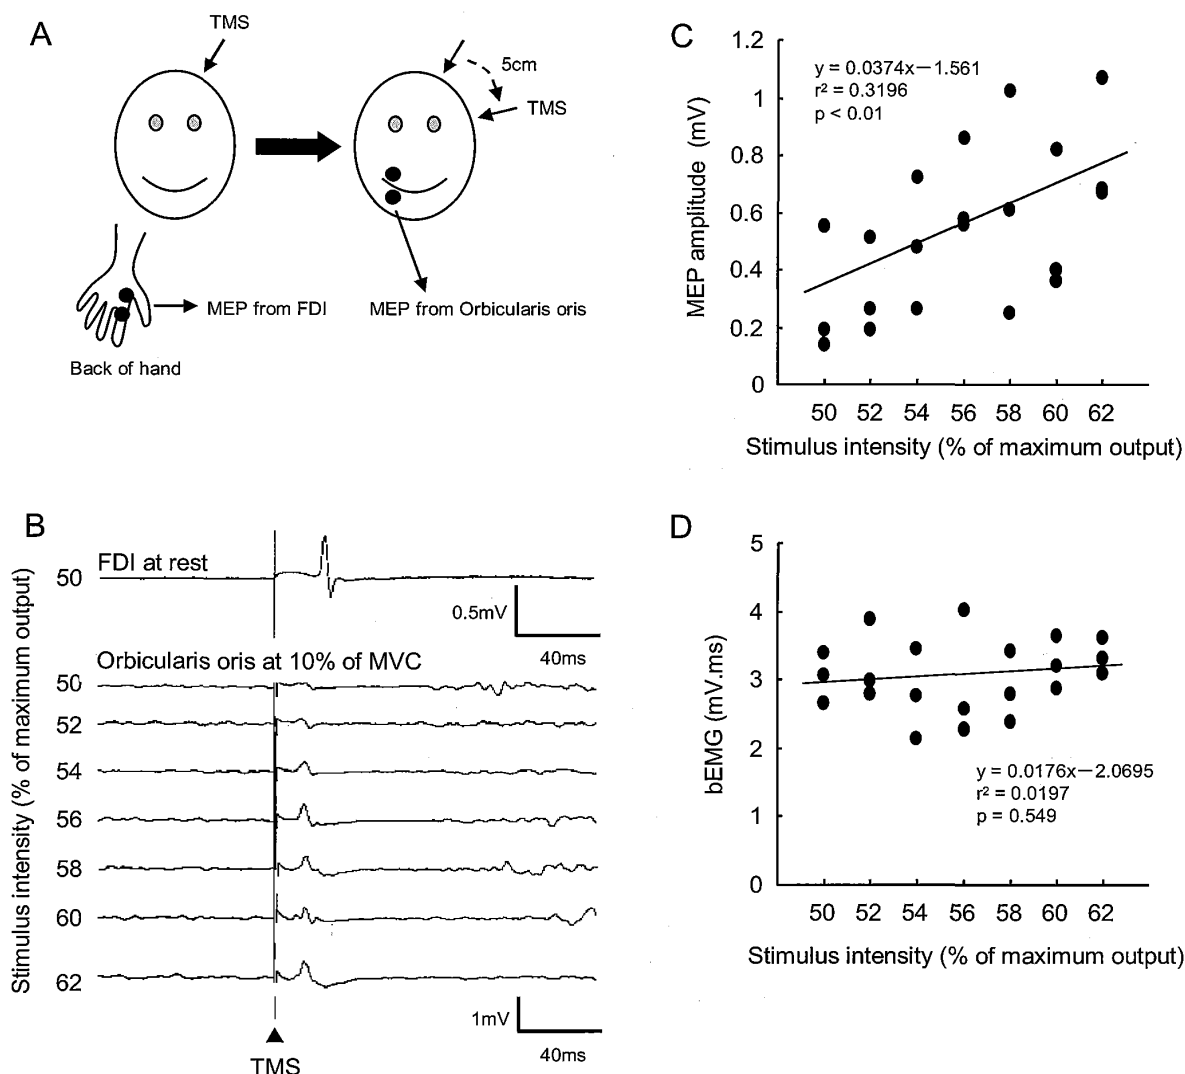 A
TMS
5cm
TMS
MEP from FDI
MEP from Orbicularis oris
Back of hand
B
Stimulus intensity (% of maximum output)
50
FDI at rest
0.5mV
40ms
Orbicularis oris at 10% of MVC
50
52
54
56
58
60
62
1mV
40ms
TMS
C
MEP amplitude (mV)
1.2
1
0.8
0.6
0.4
0.2
0
y = 0.0374x−1.561
r² = 0.3196
p < 0.01
50 52 54 56 58 60 62
Stimulus intensity (% of maximum output)
D
bEMG (mV.ms)
5
4
3
2
1
0
y = 0.0176x−2.0695
r² = 0.0197
p = 0.549
50 52 54 56 58 60 62
Stimulus intensity (% of maximum output)